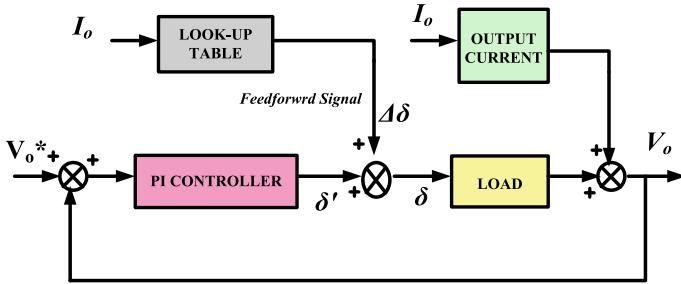 Iₒ
LOOK-UP
TABLE
Iₒ
OUTPUT
CURRENT
Feedforwrd Signal
Δδ
Vₒ*
+
+
PI CONTROLLER
δ′
+
+
δ
LOAD
+
+
Vₒ